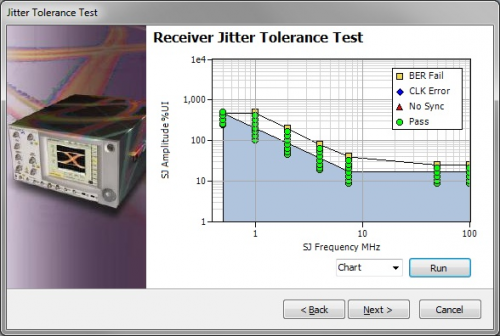 Jitter Tolerance Test
Receiver Jitter Tolerance Test
1e4
1,000
100
10
1
SJ Amplitude %UI
BER Fail
CLK Error
No Sync
Pass
1
10
100
SJ Frequency MHz
Chart
Run
< Back
Next >
Cancel